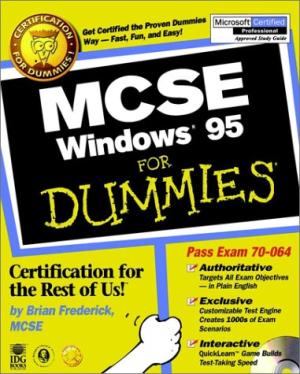 CERTIFICATION
FOR DUMMIES!
Get Certified the Proven Dummies
Way — Fast, Fun, and Easy!
Microsoft Certified
Professional
Approved Study Guide
MCSE
Windows® 95
FOR
DUMMIES®
Pass Exam 70-064
Certification for
the Rest of Us!™
by Brian Frederick,
MCSE
Authoritative
Targets All Exam Objectives
— in Plain English
Exclusive
Customizable Test Engine
Creates 1000s of Exam
Scenarios
Interactive
QuickLearn™ Game Builds
Test-Taking Speed
IDG
BOOKS